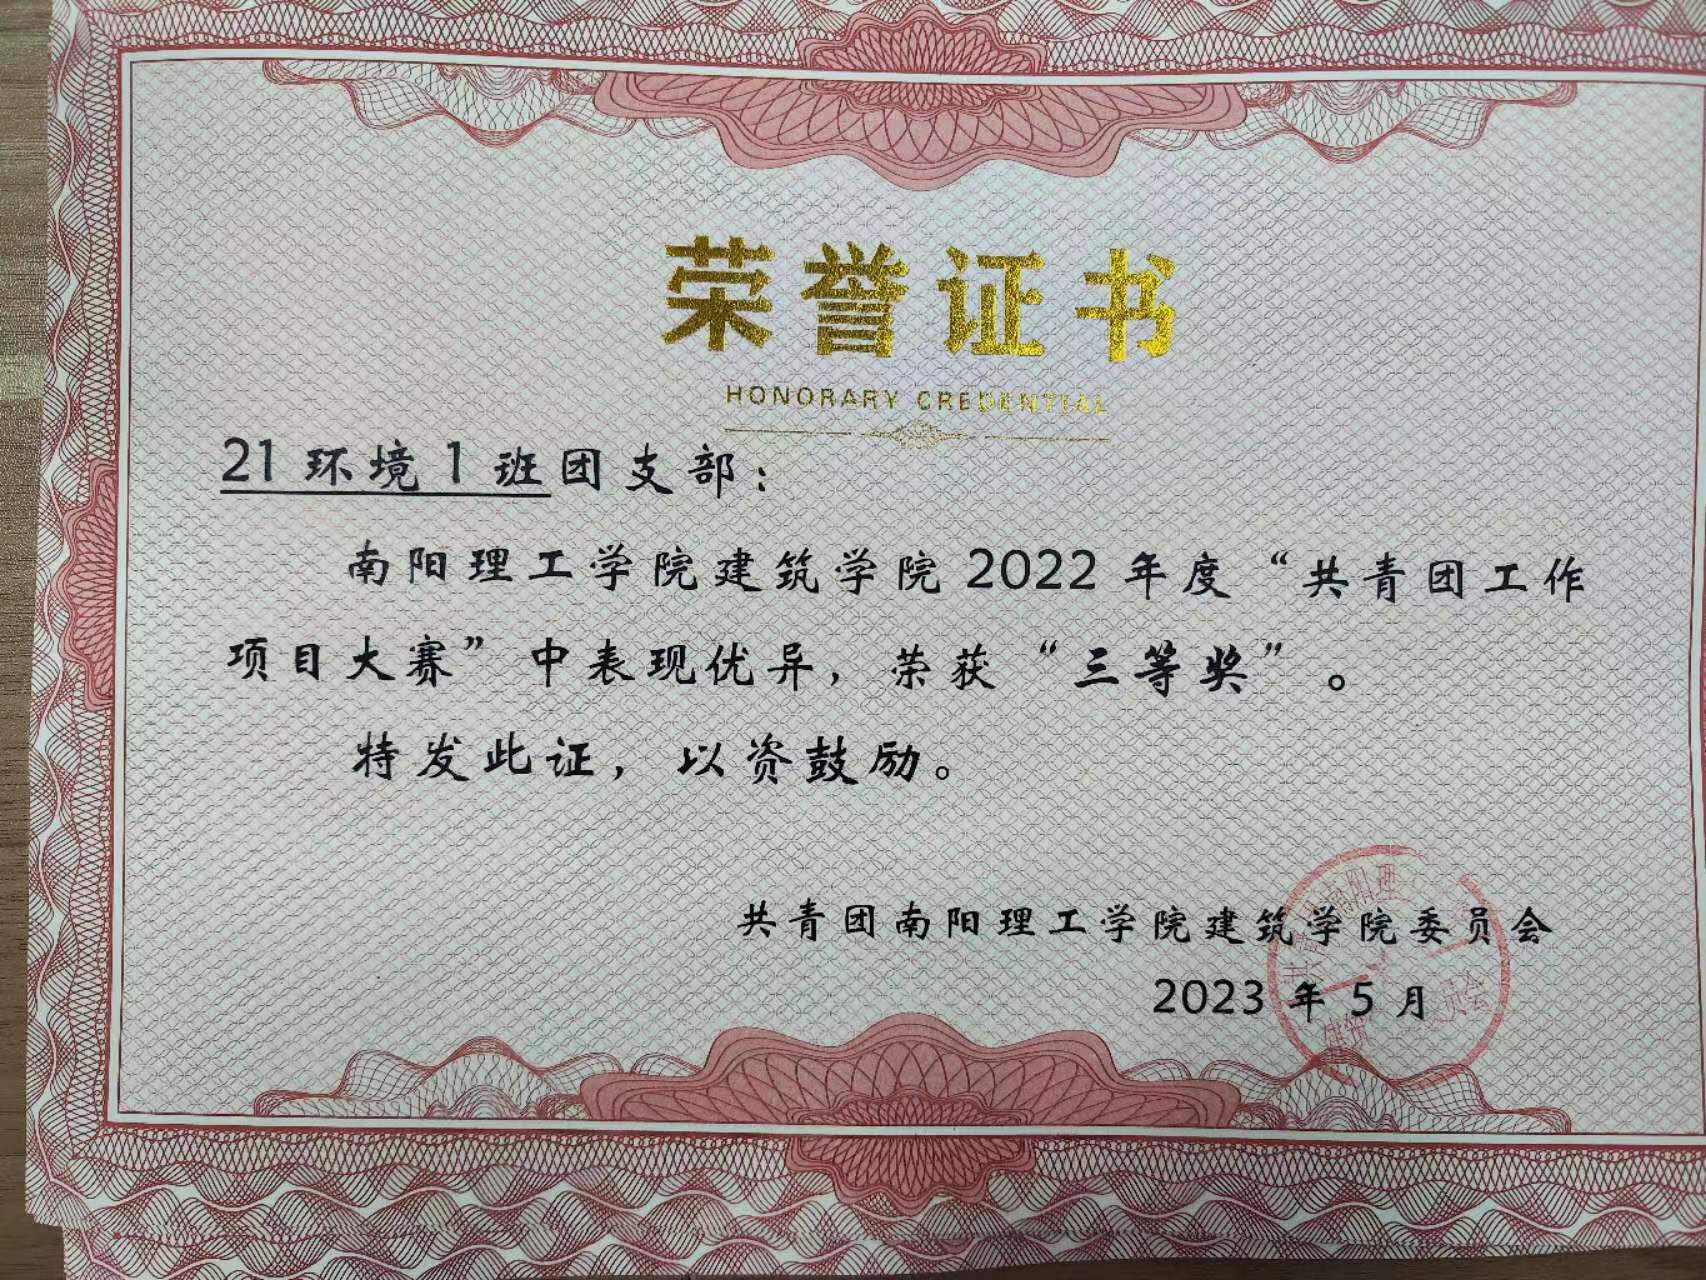 荣誉证书
HONORARY CREDENTIAL
21环境1班团支部：
南阳理工学院建筑学院2022年度“共青团工作
项目大赛”中表现优异，荣获“三等奖”。
特发此证，以资鼓励。
共青团南阳理工学院建筑学院委员会
2023年5月